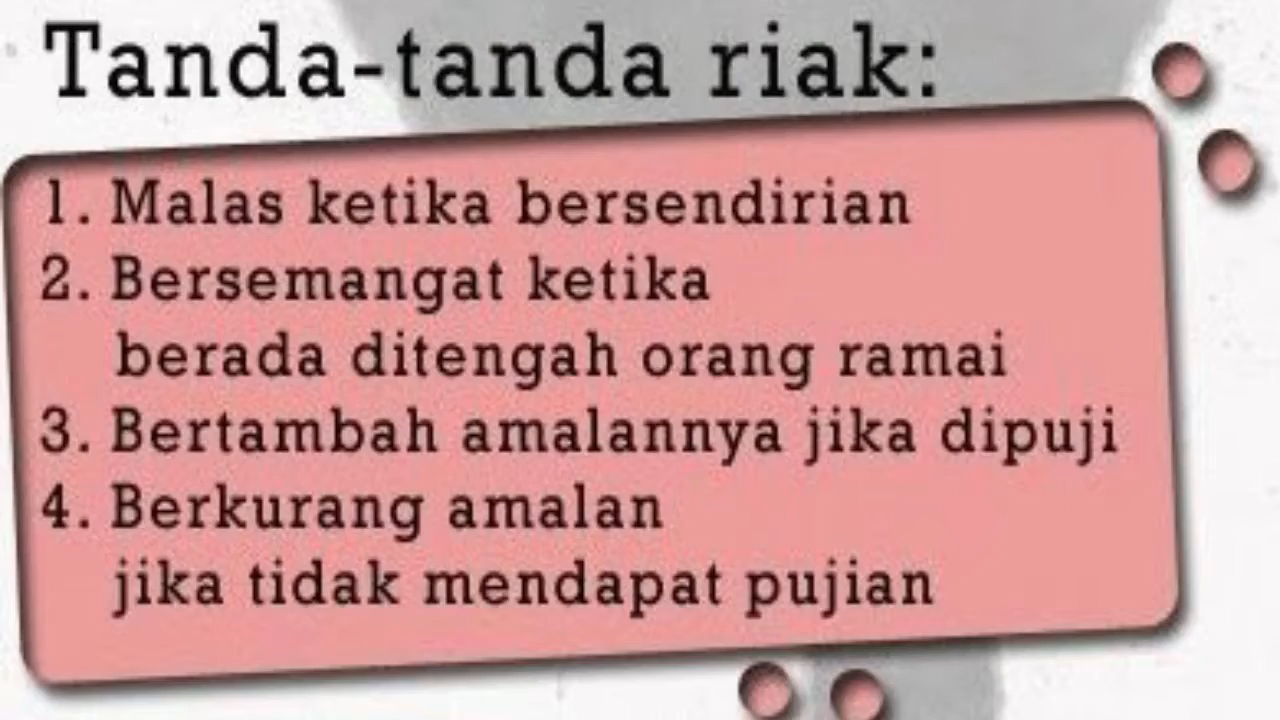 Tanda-tanda riak:
1. Malas ketika bersendirian
2. Bersemangat ketika
berada ditengah orang ramai
3. Bertambah amalannya jika dipuji
4. Berkurang amalan
jika tidak mendapat pujian